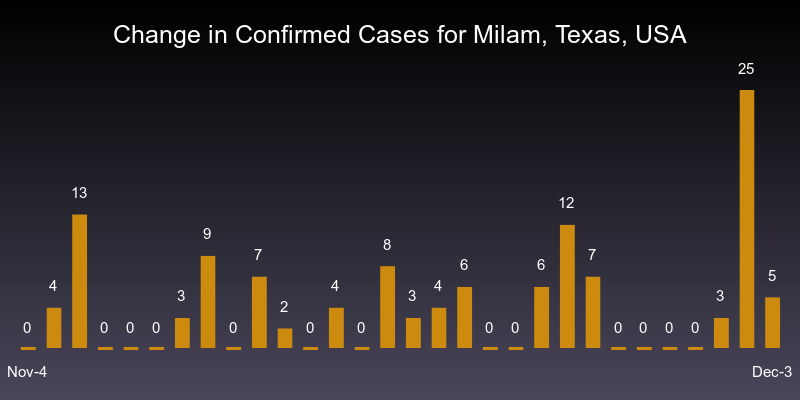 Change in Confirmed Cases for Milam, Texas, USA
0 4 13 0 0 0 3 9 0 7 2 0 4 0 8 3 4 6 0 0 6 12 7 0 0 0 0 3 25 5
Nov-4 Dec-3